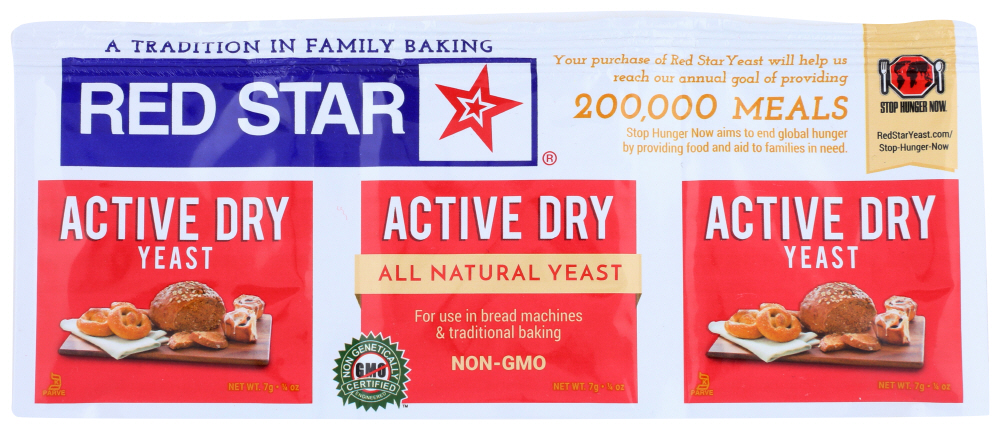 A TRADITION IN FAMILY BAKING
RED STAR
®
Your purchase of Red Star Yeast will help us
reach our annual goal of providing
200,000 MEALS
Stop Hunger Now aims to end global hunger
by providing food and aid to families in need.
STOP HUNGER NOW.
RedStarYeast.com/
Stop-Hunger-Now
ACTIVE DRY
YEAST
PARVE
NET WT. 7g • ¼ oz
ACTIVE DRY
ALL NATURAL YEAST
For use in bread machines
& traditional baking
NON-GMO
NON GENETICALLY
GMO
CERTIFIED
ENGINEERED
TM
NET WT. 7g • ¼ oz
ACTIVE DRY
YEAST
PARVE
NET WT. 7g • ¼ oz